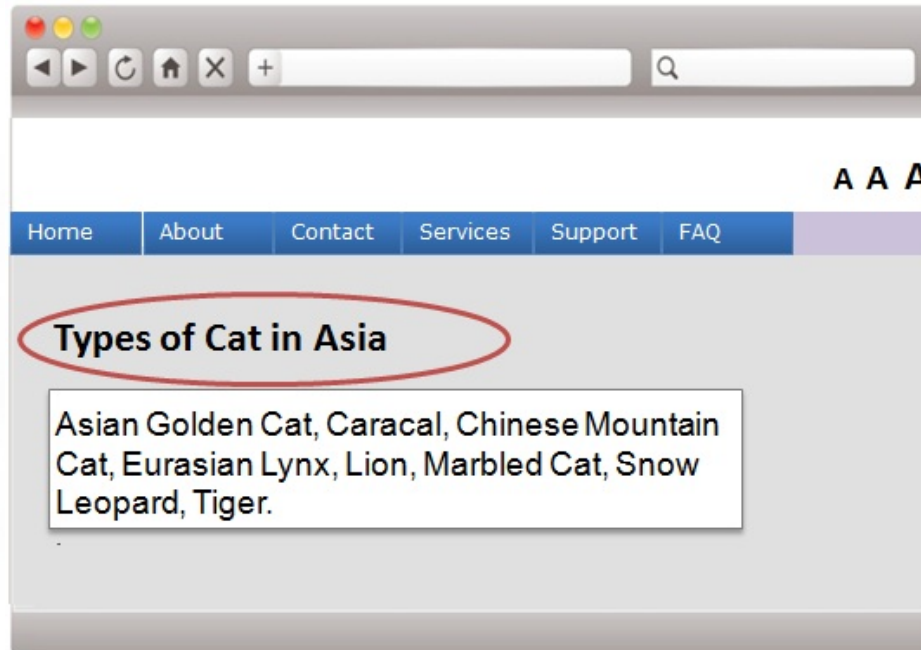 A A A
Home About Contact Services Support FAQ
Types of Cat in Asia
Asian Golden Cat, Caracal, Chinese Mountain
Cat, Eurasian Lynx, Lion, Marbled Cat, Snow
Leopard, Tiger.
.